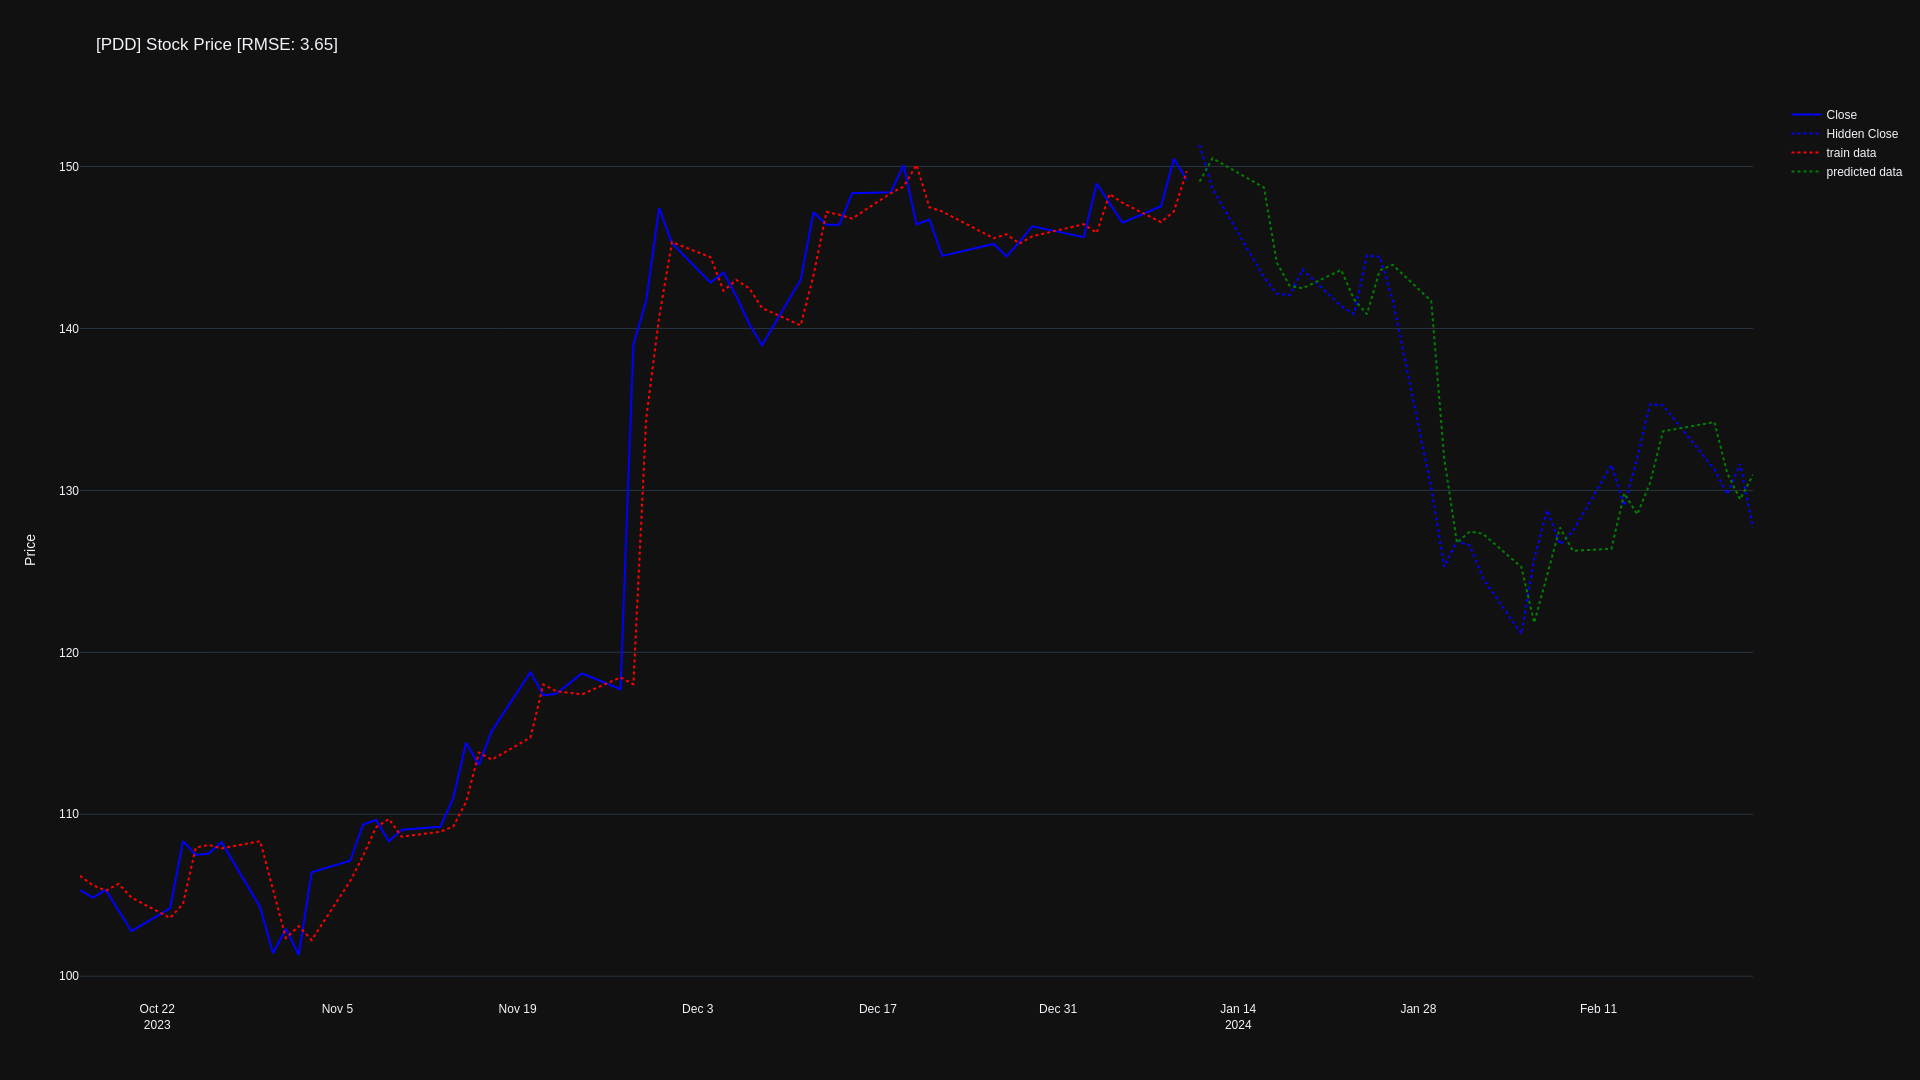 [PDD] Stock Price [RMSE: 3.65]
Close
Hidden Close
train data
predicted data
Price
150
140
130
120
110
100
Oct 22
2023
Nov 5
Nov 19
Dec 3
Dec 17
Dec 31
Jan 14
2024
Jan 28
Feb 11